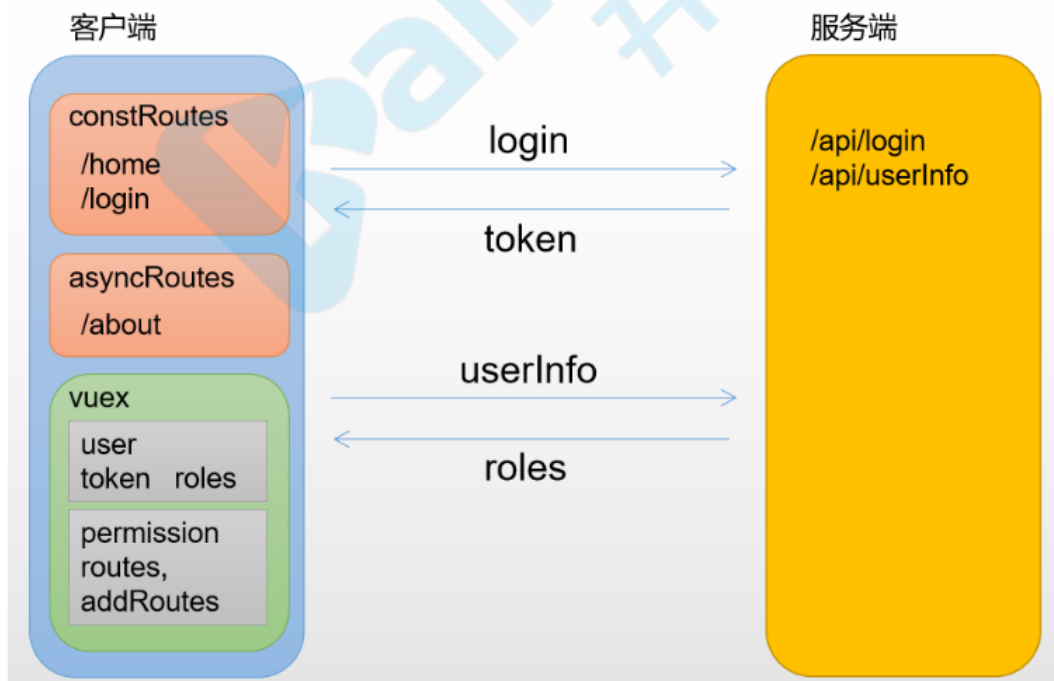 客户端
服务端
constRoutes
/home
/login
asyncRoutes
/about
vuex
user
token roles
permission
routes,
addRoutes
login
token
userInfo
roles
/api/login
/api/userInfo